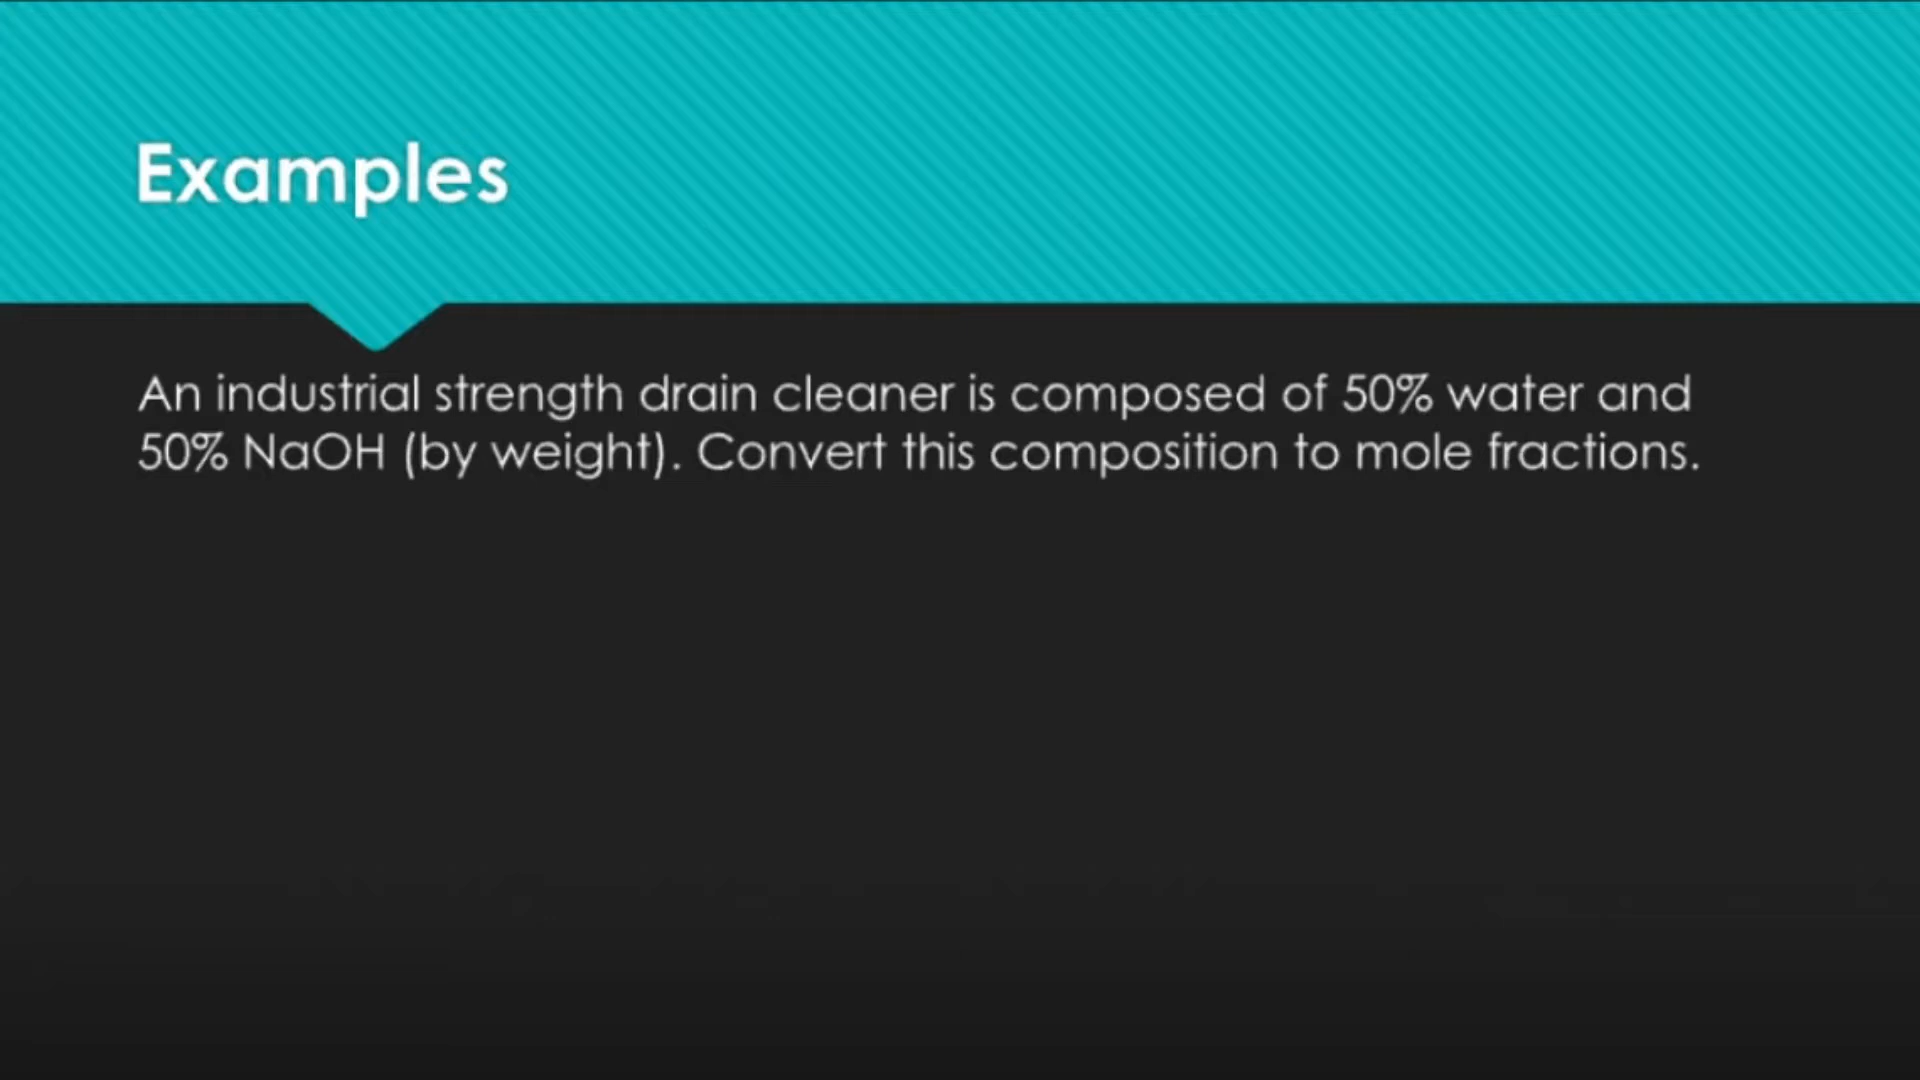 Examples
An industrial strength drain cleaner is composed of 50% water and
50% NaOH (by weight). Convert this composition to mole fractions.